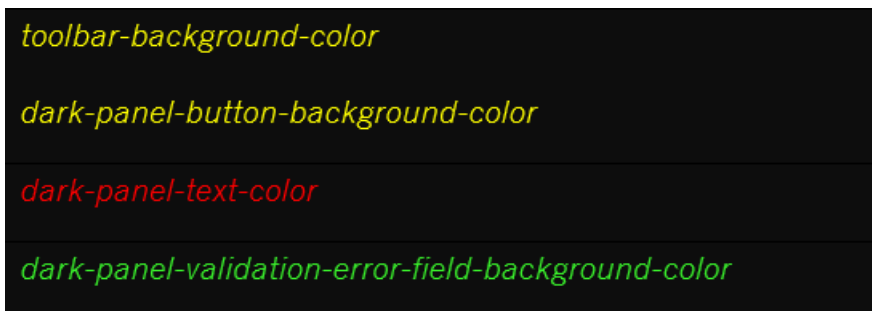 toolbar-background-color
dark-panel-button-background-color
dark-panel-text-color
dark-panel-validation-error-field-background-color